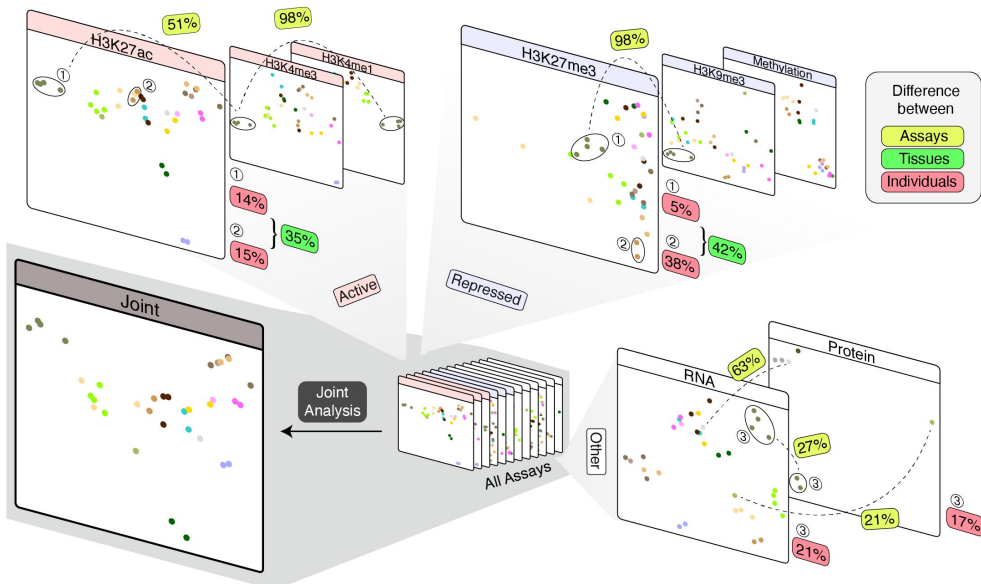 51%
98%
H3K27ac
H3K4me3
H3K4me1
①
②
①
14%
②
15%
35%
98%
H3K27me3
H3K9me3
Methylation
①
②
①
5%
②
38%
42%
Difference
between
Assays
Tissues
Individuals
Active
Repressed
Joint
Joint
Analysis
All Assays
Other
RNA
Protein
63%
③
27%
③
21%
③
17%
③
21%